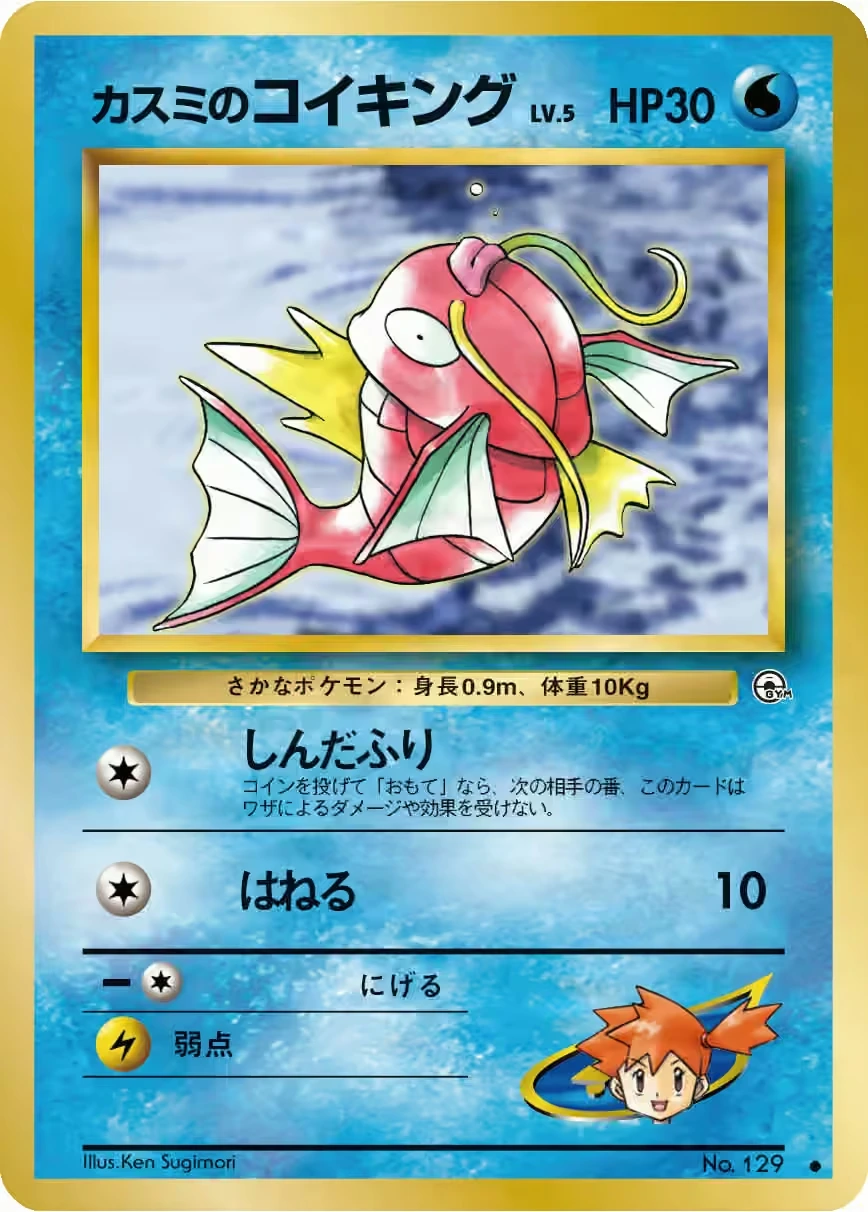 カスミのコイキング LV.5 HP30
さかなポケモン：身長0.9m、体重10Kg
GYM
しんだふり
コインを投げて「おもて」なら、次の相手の番、このカードは
ワザによるダメージや効果を受けない。
はねる 10
にげる
弱点
Illus.Ken Sugimori No. 129